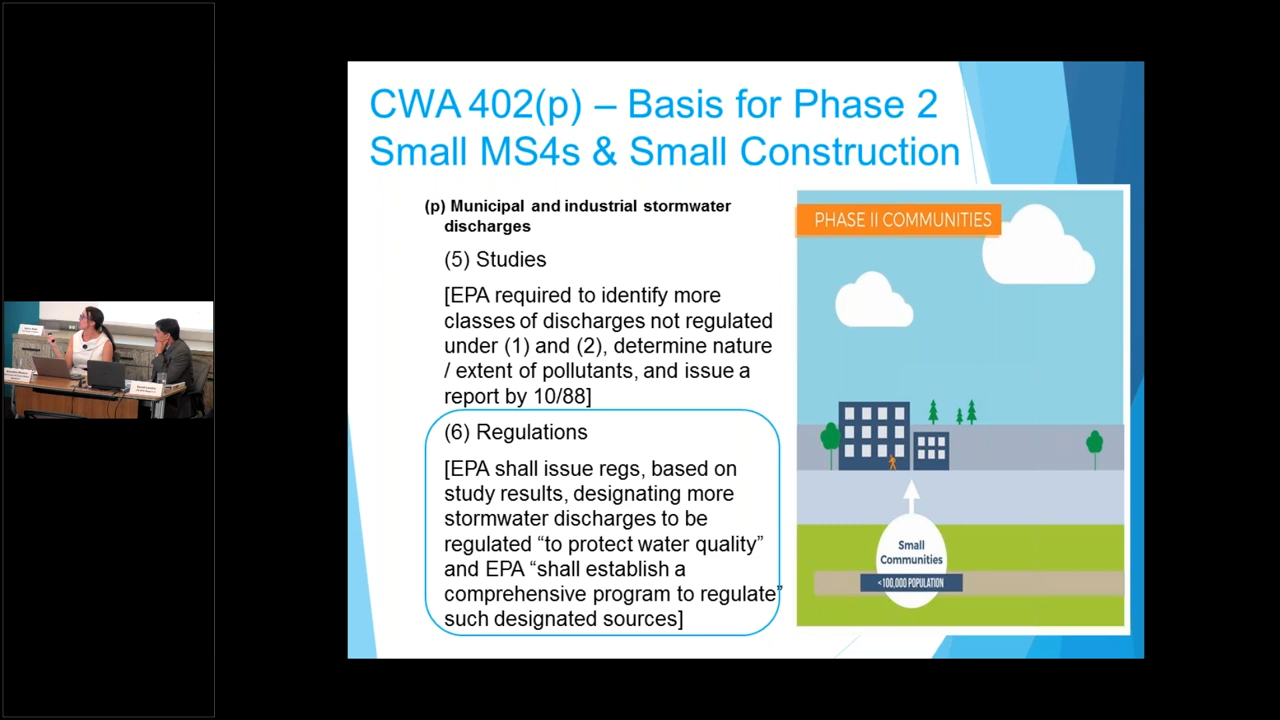 CWA 402(p) – Basis for Phase 2
Small MS4s & Small Construction
(p) Municipal and industrial stormwater
discharges
(5) Studies
[EPA required to identify more
classes of discharges not regulated
under (1) and (2), determine nature
/ extent of pollutants, and issue a
report by 10/88]
(6) Regulations
[EPA shall issue regs, based on
study results, designating more
stormwater discharges to be
regulated “to protect water quality”
and EPA “shall establish a
comprehensive program to regulate”
such designated sources]
PHASE II COMMUNITIES
Small
Communities
<100,000 POPULATION